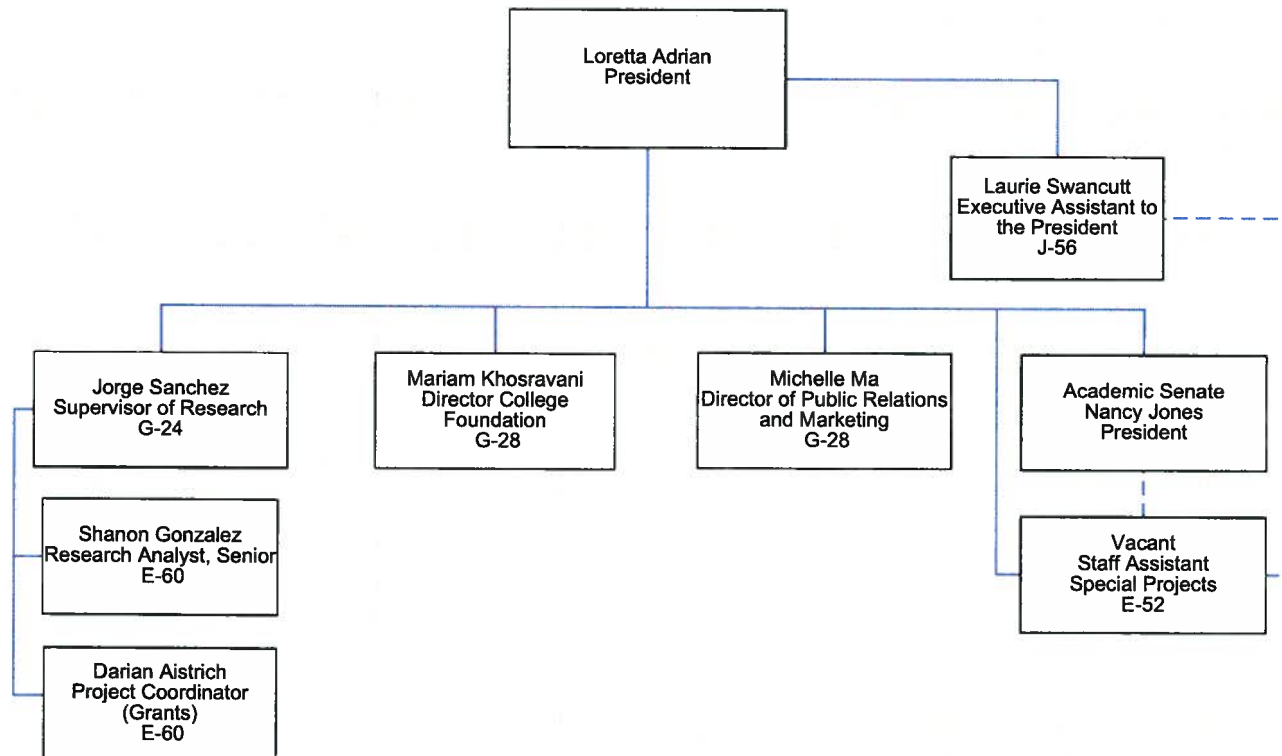 Loretta Adrian
President
Laurie Swancutt
Executive Assistant to
the President
J-56
Jorge Sanchez
Supervisor of Research
G-24
Mariam Khosravani
Director College
Foundation
G-28
Michelle Ma
Director of Public Relations
and Marketing
G-28
Academic Senate
Nancy Jones
President
Shanon Gonzalez
Research Analyst, Senior
E-60
Vacant
Staff Assistant
Special Projects
E-52
Darian Aistrich
Project Coordinator
(Grants)
E-60